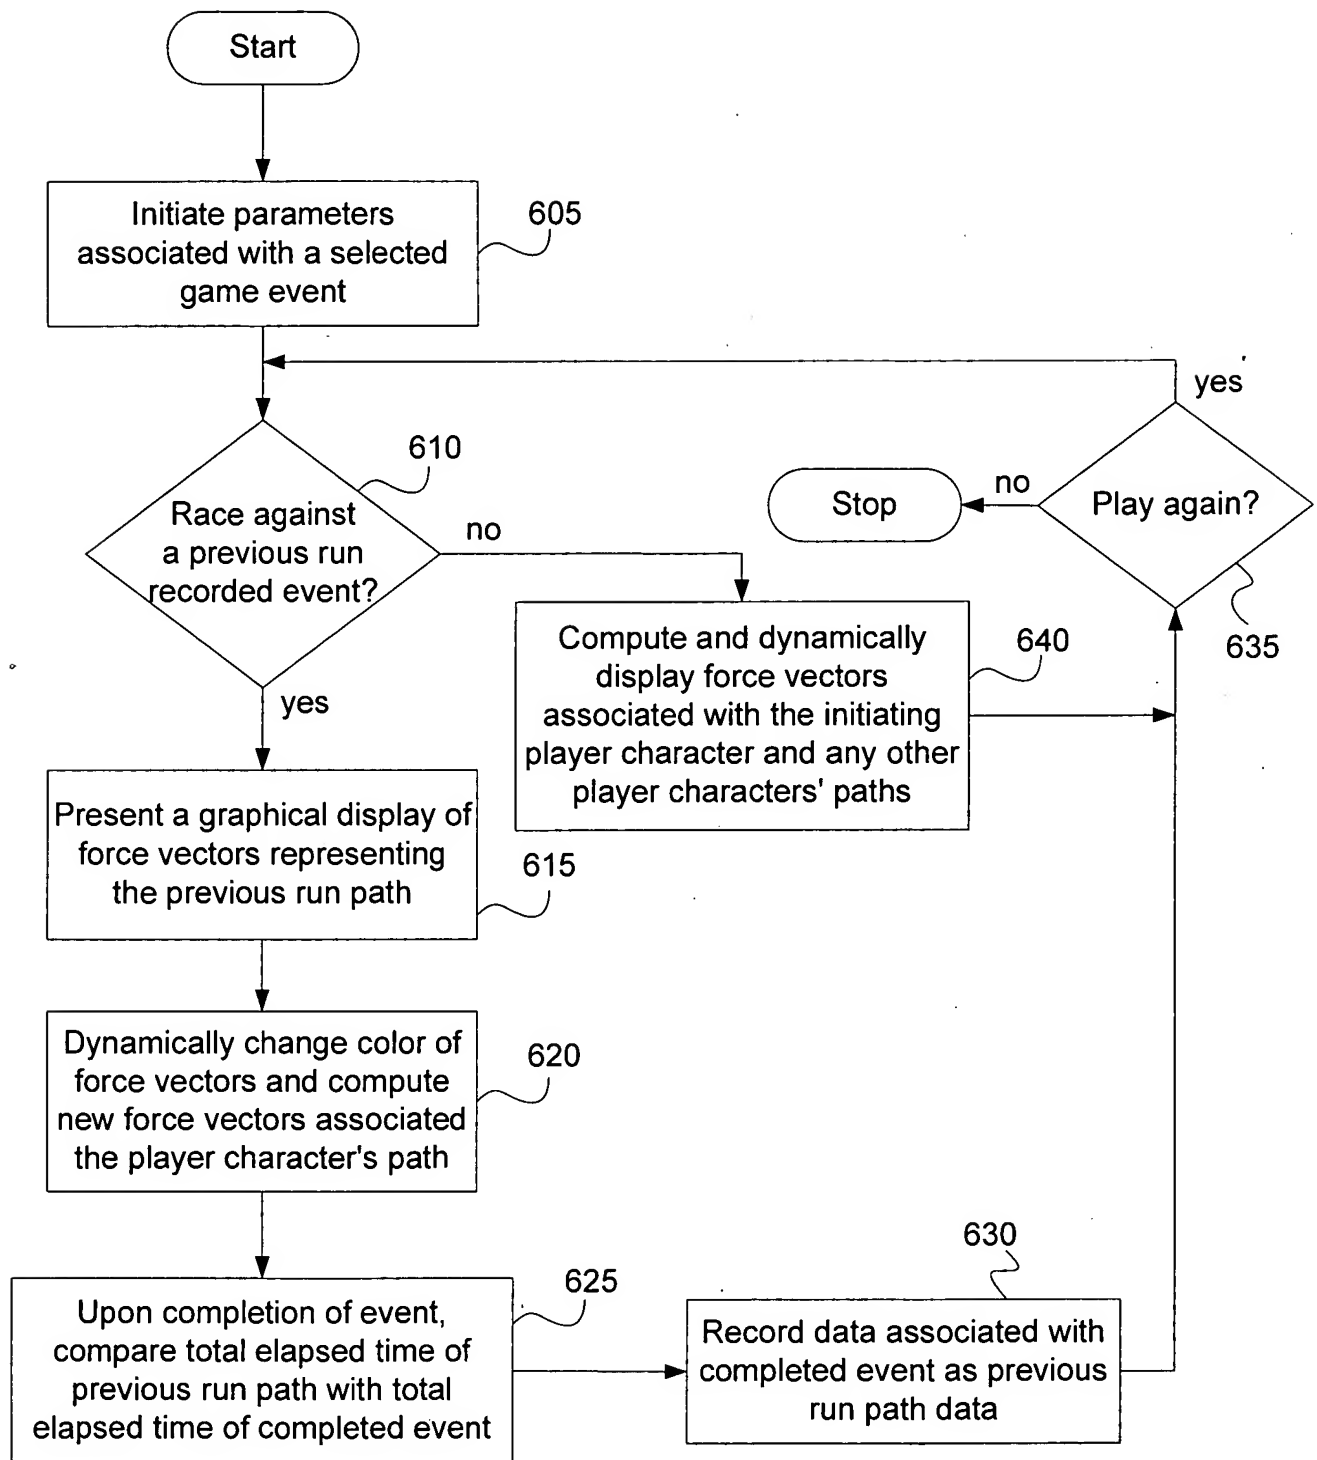 Start
Initiate parameters
associated with a selected
game event
605
yes
610
Race against
a previous run
recorded event?
no
Stop
no
Play again?
635
Compute and dynamically
display force vectors
associated with the initiating
player character and any other
player characters' paths
640
yes
Present a graphical display of
force vectors representing
the previous run path
615
Dynamically change color of
force vectors and compute
new force vectors associated
the player character's path
620
Upon completion of event,
compare total elapsed time of
previous run path with total
elapsed time of completed event
625
630
Record data associated with
completed event as previous
run path data